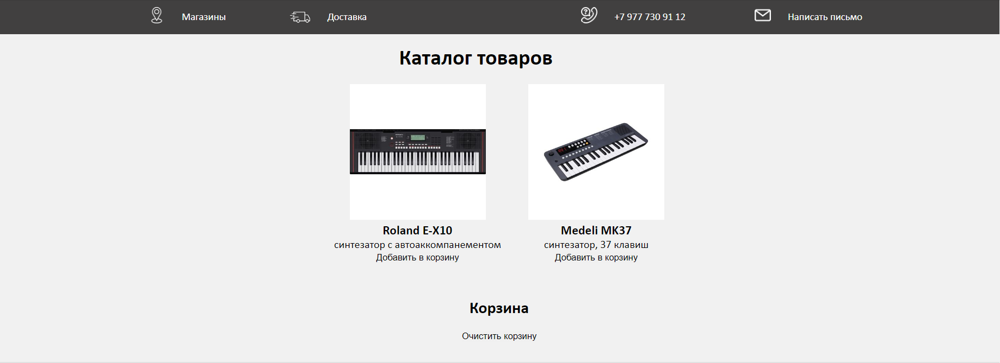 Магазины
Доставка
+7 977 730 91 12
Написать письмо
Каталог товаров
Roland E-X10
синтезатор с автоаккомпанементом
Добавить в корзину
Medeli MK37
синтезатор, 37 клавиш
Добавить в корзину
Корзина
Очистить корзину